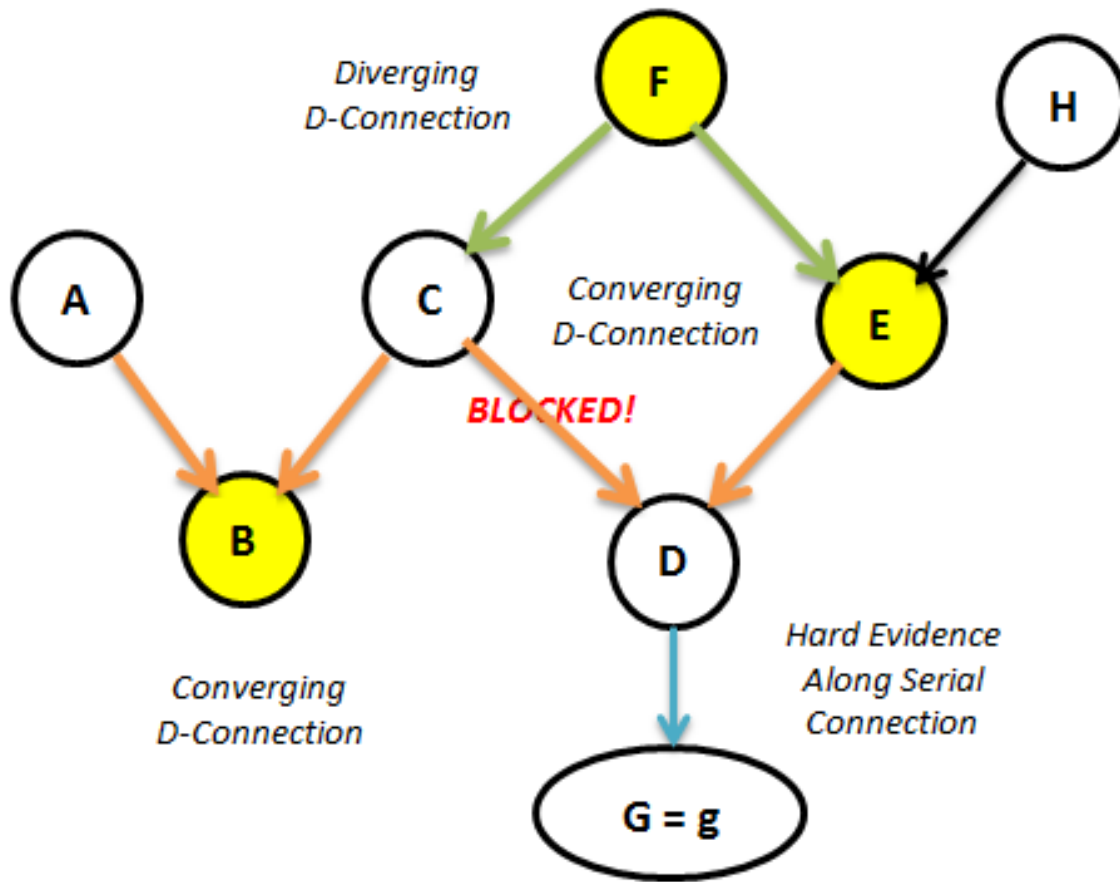 Diverging
D-Connection
F
H
A
C
Converging
D-Connection
E
BLOCKED!
B
D
Converging
D-Connection
Hard Evidence
Along Serial
Connection
G = g